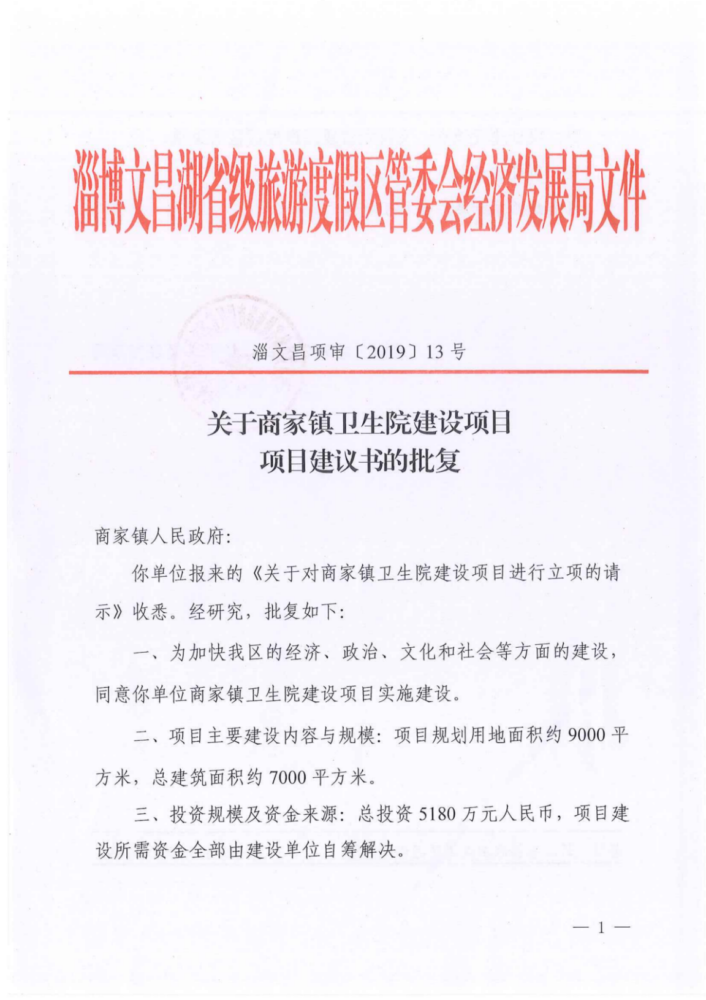 淄博文昌湖省级旅游度假区管委会经济发展局文件
淄文昌项审〔2019〕13号
关于商家镇卫生院建设项目
项目建议书的批复
商家镇人民政府：
你单位报来的《关于对商家镇卫生院建设项目进行立项的请
示》收悉。经研究，批复如下：
一、为加快我区的经济、政治、文化和社会等方面的建设，
同意你单位商家镇卫生院建设项目实施建设。
二、项目主要建设内容与规模：项目规划用地面积约 9000 平
方米，总建筑面积约 7000 平方米。
三、投资规模及资金来源：总投资 5180 万元人民币，项目建
设所需资金全部由建设单位自筹解决。
— 1 —